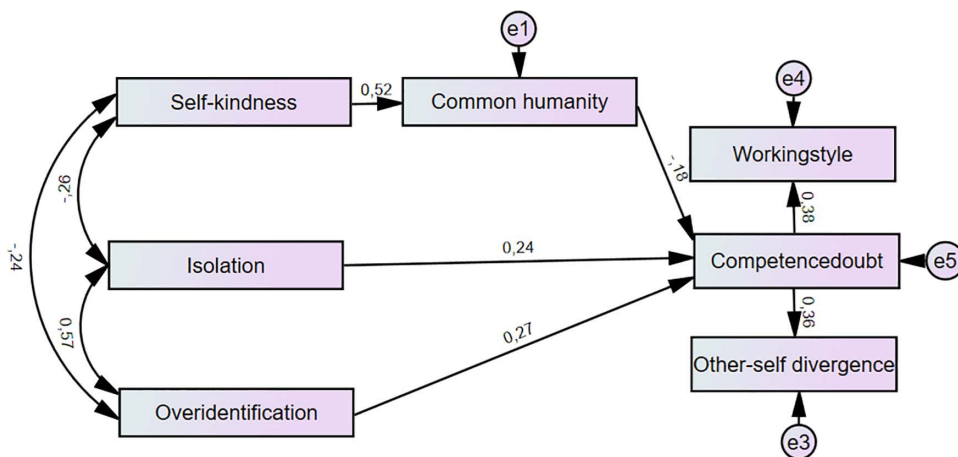 e1
e4
Self-kindness
0,52
Common humanity
Workingstyle
-,18
-,26
0,38
-,24
Isolation
0,24
Competencedoubt
e5
0,57
0,27
0,36
Other-self divergence
Overidentification
e3